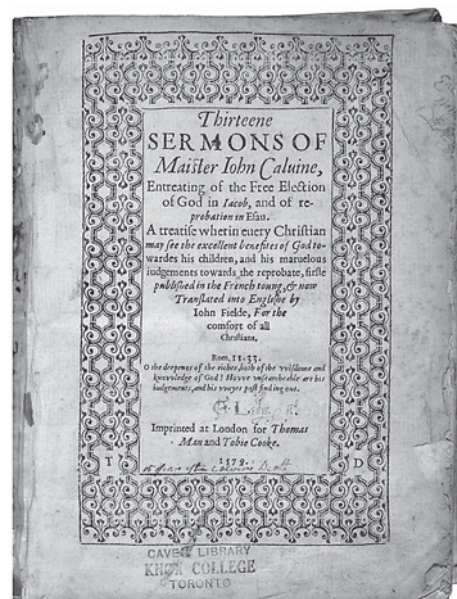 Thirteene
SERMONS OF
Maister Iohn Caluine,
Entreating of the Free Election
of God in Iacob, and of re-
probation in Esau.
A treatise wherin euery Christian
may see the excellent benefites of God to-
wardes his children, and his maruelous
iudgements towards the reprobate, firste
published in the French toung, & now
Translated into Englishe by
Iohn Fielde, For the
comfort of all
Christians.
Rom. 11.33.
O the deepenes of the riches, both of the wisdome and
knowledge of God! Howe vnsearcheable are his
iudgements, and his wayes past finding out.
Imprinted at London for Thomas
Man and Tobie Cooke.
1579.
T D
15 years after Calvins Death
CAVEN LIBRARY
KNOX COLLEGE
TORONTO